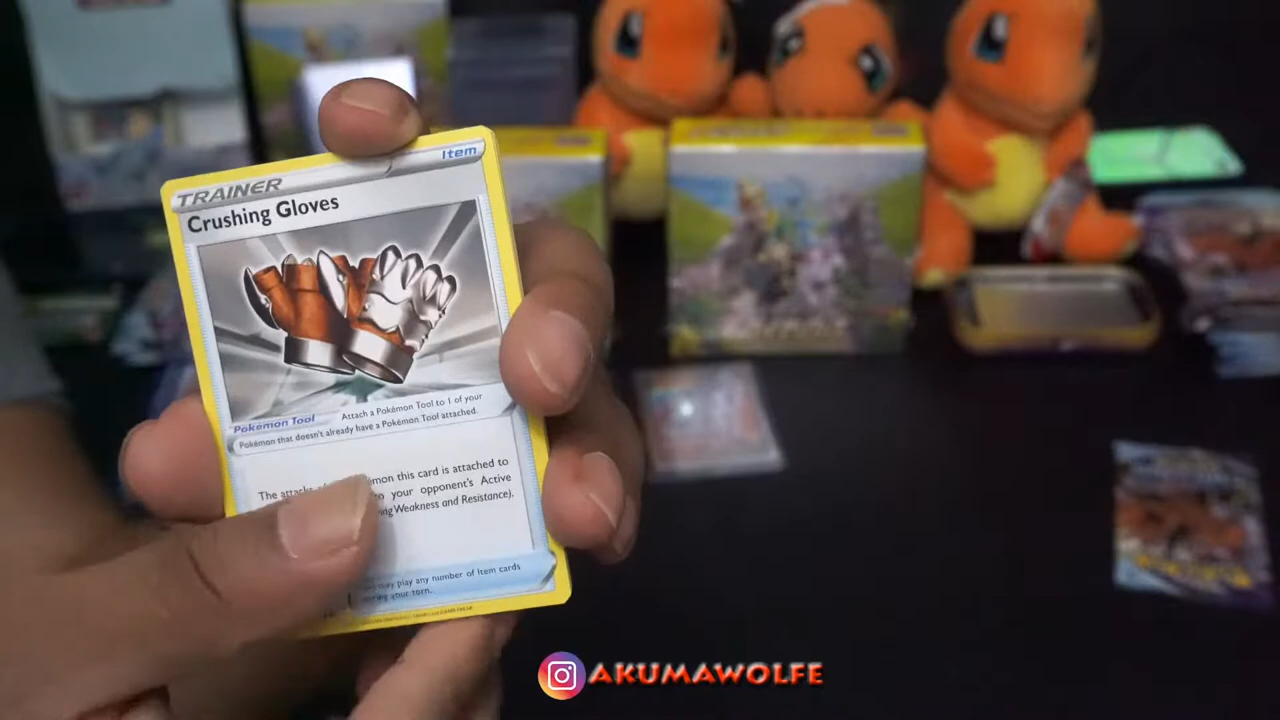 TRAINER
Item
Crushing Gloves
Pokémon Tool
Attach a Pokémon Tool to 1 of your
Pokémon that doesn't already have a Pokémon Tool attached.
The attacks mon this card is attached to
your opponent's Active
Weakness and Resistance).
may play any number of Item cards
your turn.
AKUMAWOLFE